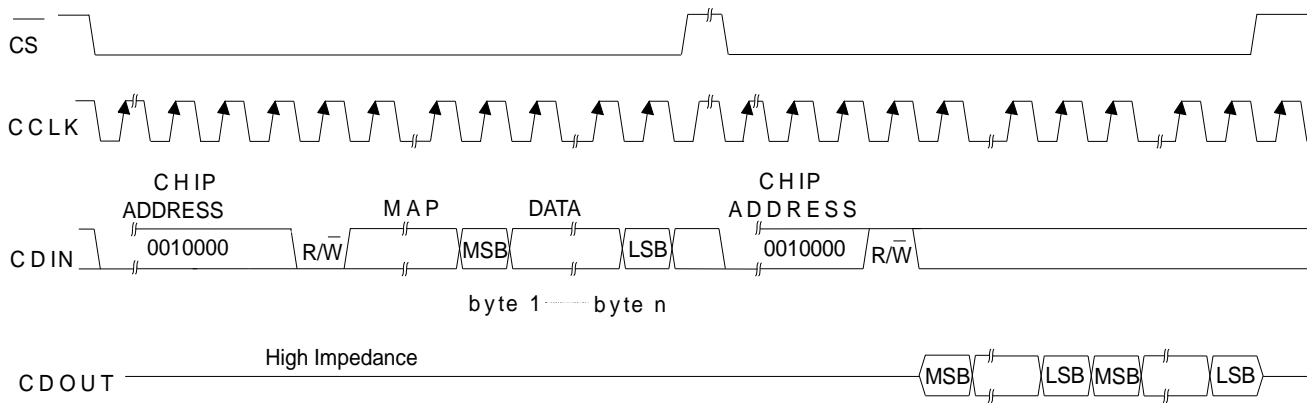 CS
CCLK
CHIP ADDRESS
MAP
DATA
CHIP ADDRESS
CDIN
0010000
R/W
MSB
LSB
0010000
R/W
byte 1
byte n
High Impedance
CDOUT
MSB
LSB
MSB
LSB